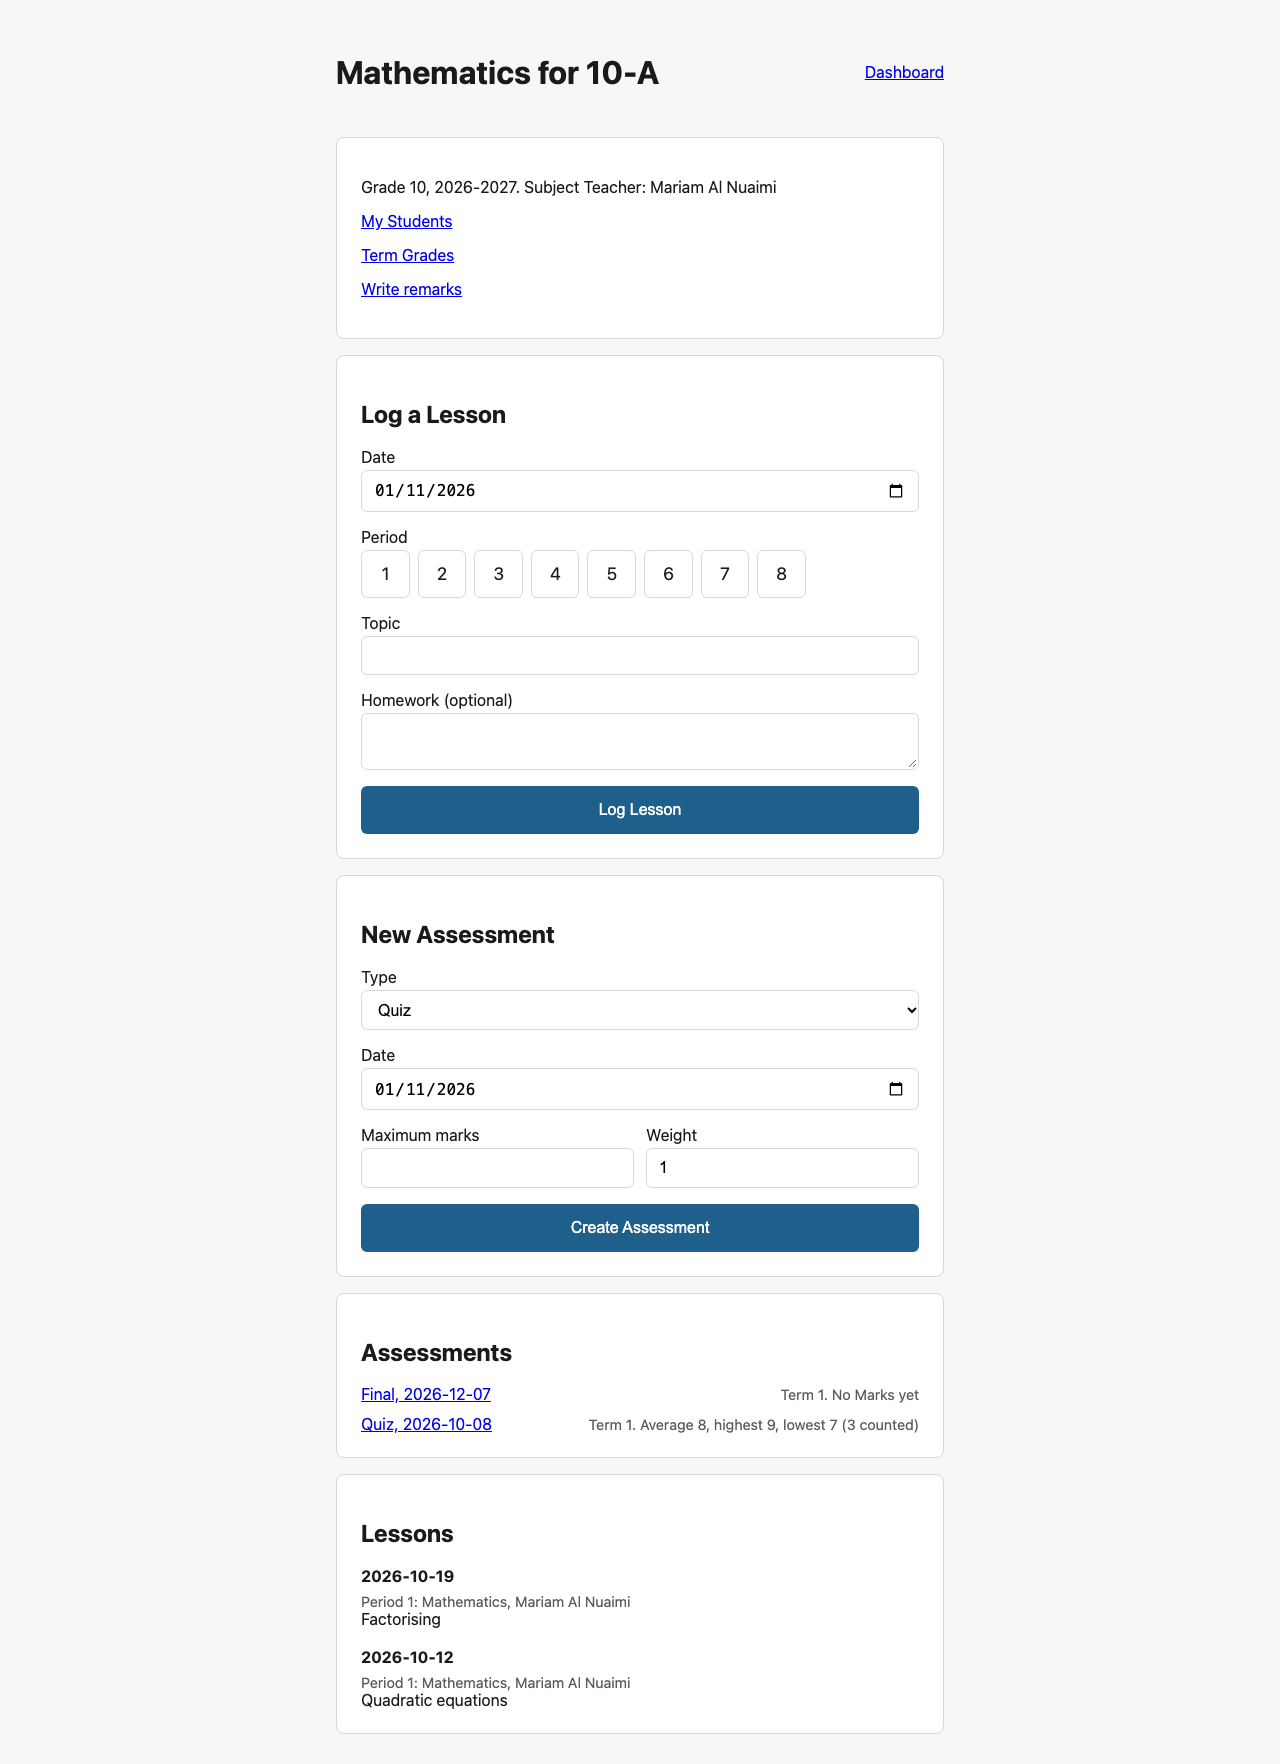 Mathematics for 10-A
Dashboard
Grade 10, 2026-2027. Subject Teacher: Mariam Al Nuaimi
My Students
Term Grades
Write remarks
Log a Lesson
Date
01/11/2026
Period
1 2 3 4 5 6 7 8
Topic
Homework (optional)
Log Lesson
New Assessment
Type
Quiz
Date
01/11/2026
Maximum marks Weight
1
Create Assessment
Assessments
Final, 2026-12-07 Term 1. No Marks yet
Quiz, 2026-10-08 Term 1. Average 8, highest 9, lowest 7 (3 counted)
Lessons
2026-10-19
Period 1: Mathematics, Mariam Al Nuaimi
Factorising
2026-10-12
Period 1: Mathematics, Mariam Al Nuaimi
Quadratic equations